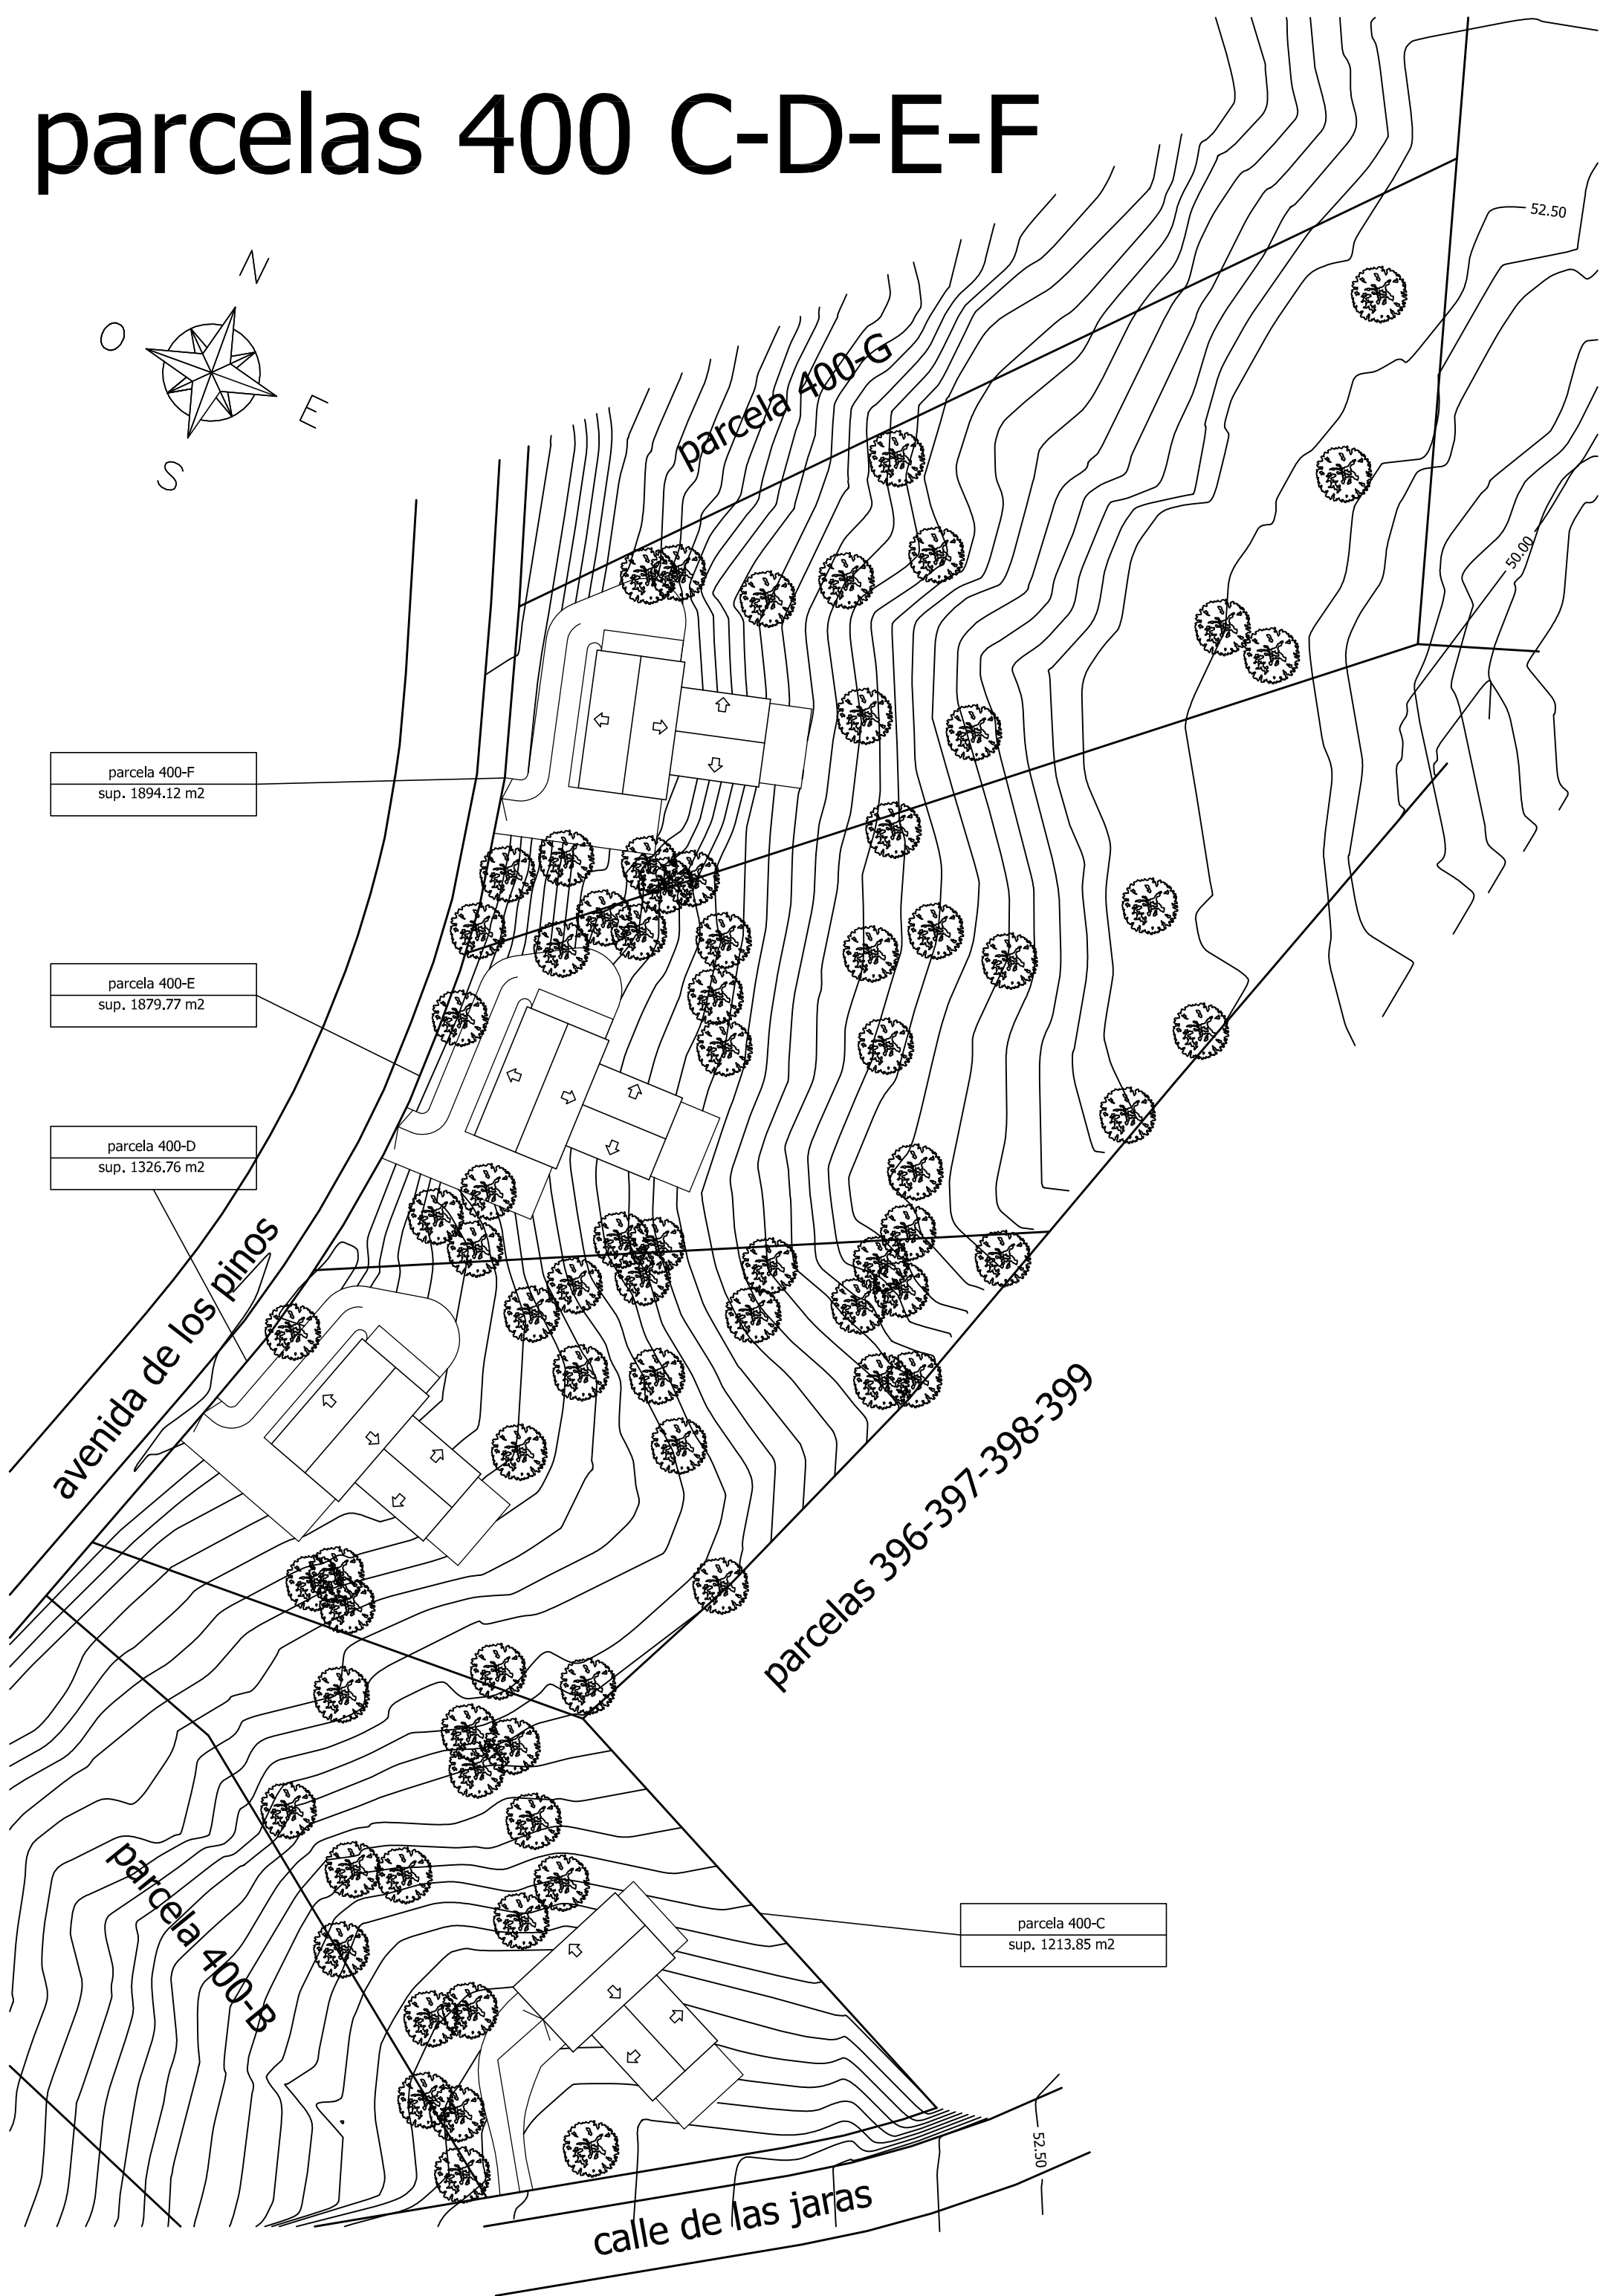 parcelas 400 C-D-E-F
52.50
N
O
E
S
parcela 400-G
50.00
parcela 400-F
sup. 1894.12 m2
parcela 400-E
sup. 1879.77 m2
parcela 400-D
sup. 1326.76 m2
avenida de los pinos
parcelas 396-397-398-399
parcela 400-B
parcela 400-C
sup. 1213.85 m2
52.50
calle de las jaras